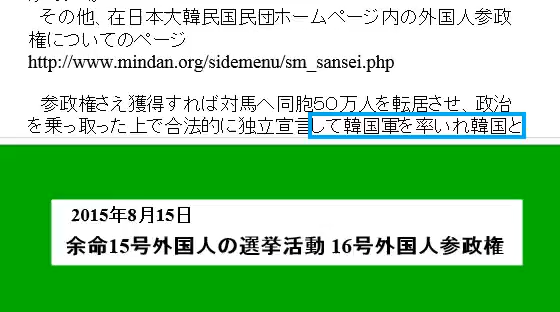 その他、在日本大韓民国民団ホームページ内の外国人参政
権についてのページ
http://www.mindan.org/sidemenu/sm_sansei.php
参政権さえ獲得すれば対馬へ同胞50万人を転居させ、政治
を乗っ取った上で合法的に独立宣言して韓国軍を率いれ韓国と
2015年8月15日
余命15号外国人の選挙活動 16号外国人参政権